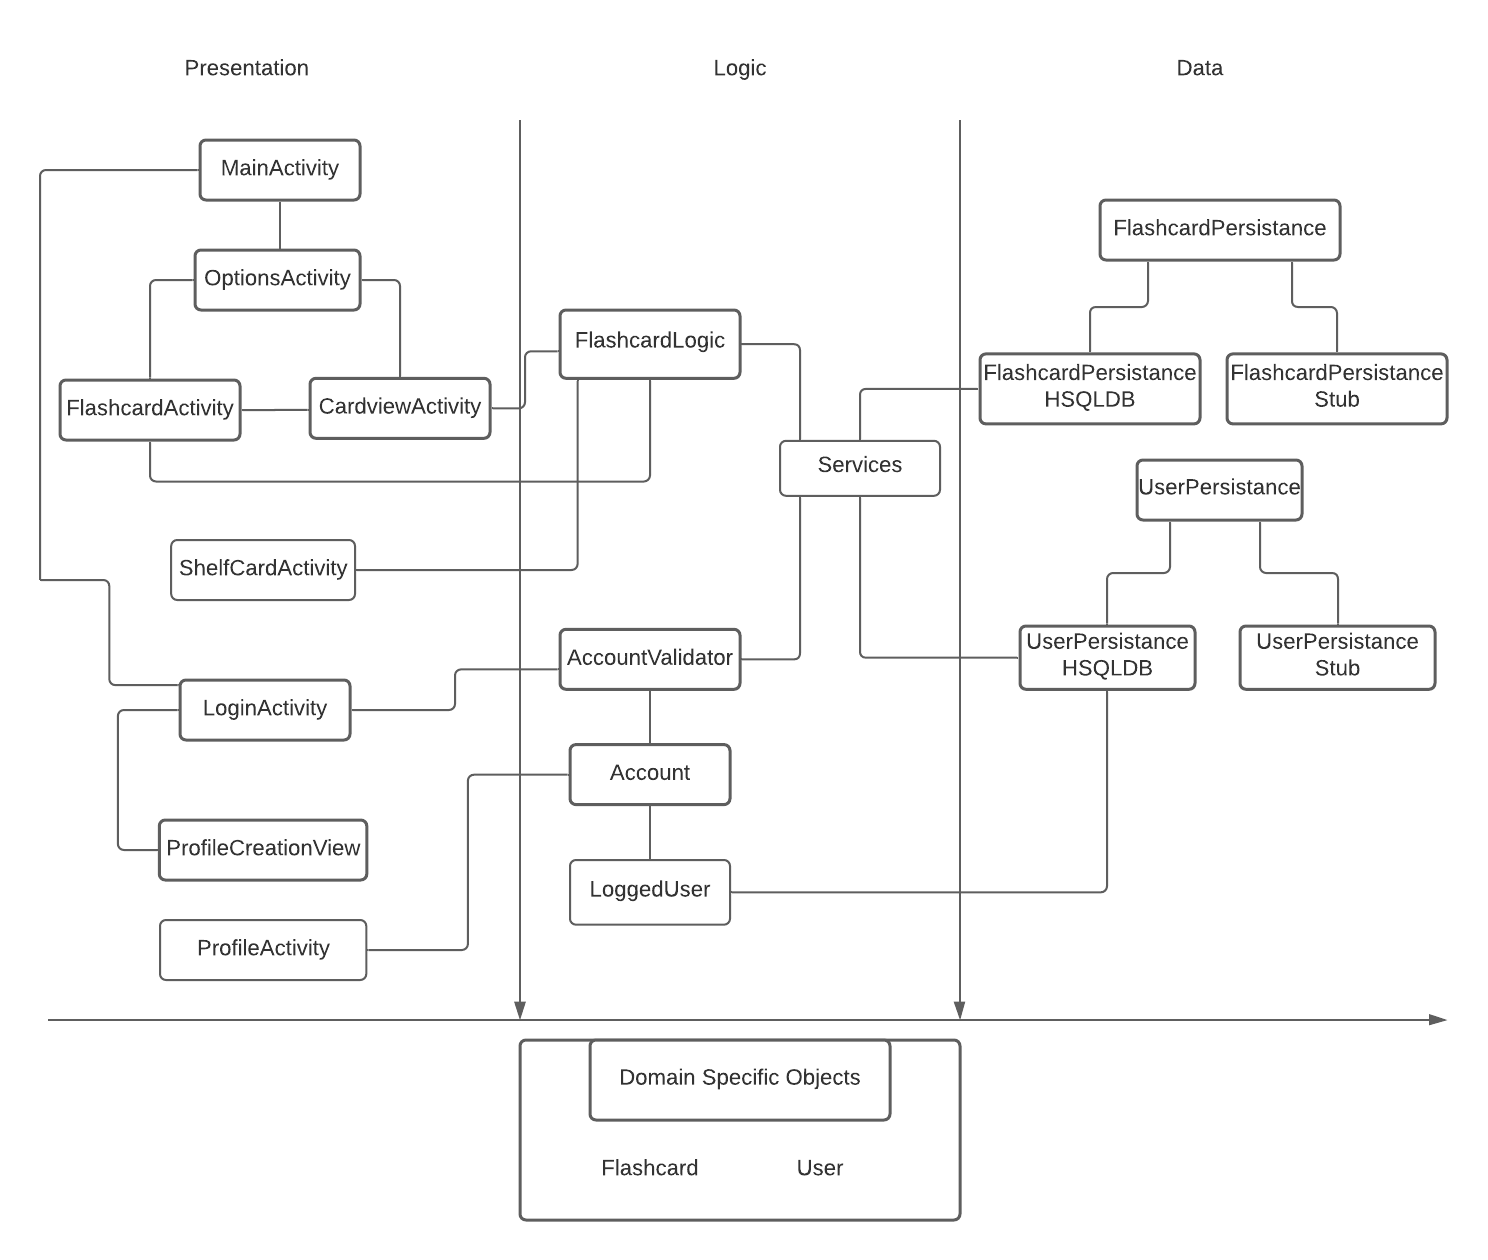 Presentation
Logic
Data
MainActivity
OptionsActivity
FlashcardActivity
CardviewActivity
ShelfCardActivity
LoginActivity
ProfileCreationView
ProfileActivity
FlashcardLogic
Services
AccountValidator
Account
LoggedUser
FlashcardPersistance
FlashcardPersistance
HSQLDB
FlashcardPersistance
Stub
UserPersistance
UserPersistance
HSQLDB
UserPersistance
Stub
Domain Specific Objects
Flashcard
User